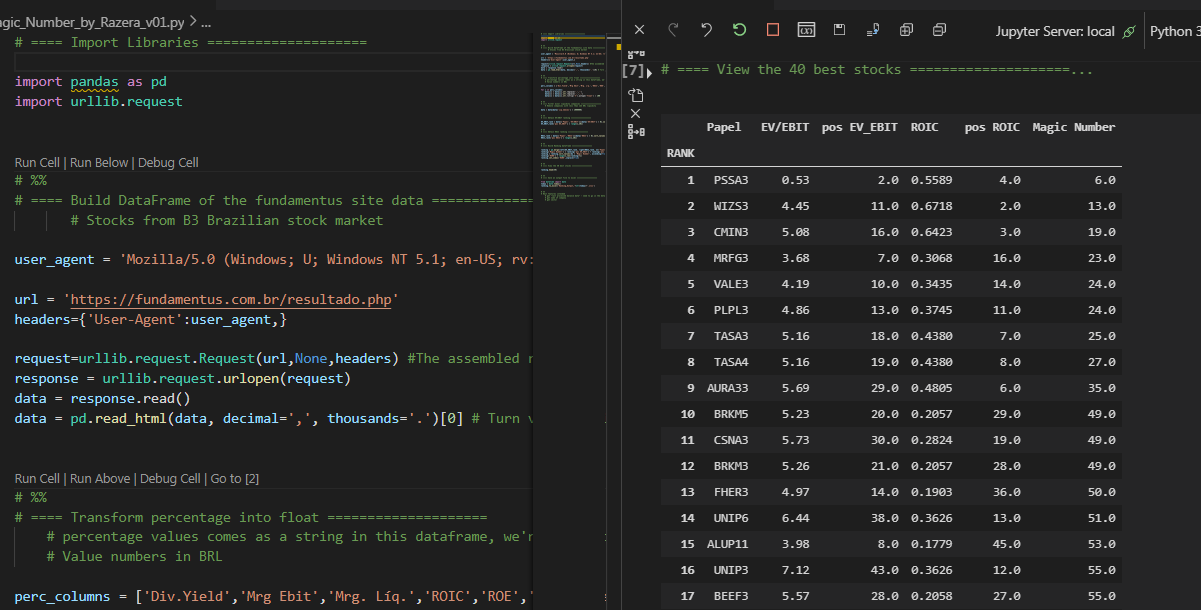 agic_Number_by_Razera_v01.py > ...
# ==== Import Libraries ====================
import pandas as pd
import urllib.request
Run Cell | Run Below | Debug Cell
# %%
# ==== Build DataFrame of the fundamentus site data =============
# Stocks from B3 Brazilian stock market
user_agent = 'Mozilla/5.0 (Windows; U; Windows NT 5.1; en-US; rv:
url = 'https://fundamentus.com.br/resultado.php'
headers={'User-Agent':user_agent,}
request=urllib.request.Request(url,None,headers) #The assembled r
response = urllib.request.urlopen(request)
data = response.read()
data = pd.read_html(data, decimal=',', thousands='.')[0] # Turn v
Run Cell | Run Above | Debug Cell | Go to [2]
# %%
# ==== Transform percentage into float ====================
# percentage values comes as a string in this dataframe, we'r
# Value numbers in BRL
perc_columns = ['Div.Yield','Mrg Ebit','Mrg. Líq.','ROIC','ROE','
Jupyter Server: local Python 3
[7] # ==== View the 40 best stocks ====================...
Papel EV/EBIT pos EV_EBIT ROIC pos ROIC Magic Number
RANK
1 PSSA3 0.53 2.0 0.5589 4.0 6.0
2 WIZS3 4.45 11.0 0.6718 2.0 13.0
3 CMIN3 5.08 16.0 0.6423 3.0 19.0
4 MRFG3 3.68 7.0 0.3068 16.0 23.0
5 VALE3 4.19 10.0 0.3435 14.0 24.0
6 PLPL3 4.86 13.0 0.3745 11.0 24.0
7 TASA3 5.16 18.0 0.4380 7.0 25.0
8 TASA4 5.16 19.0 0.4380 8.0 27.0
9 AURA33 5.69 29.0 0.4805 6.0 35.0
10 BRKM5 5.23 20.0 0.2057 29.0 49.0
11 CSNA3 5.73 30.0 0.2824 19.0 49.0
12 BRKM3 5.26 21.0 0.2057 28.0 49.0
13 FHER3 4.97 14.0 0.1903 36.0 50.0
14 UNIP6 6.44 38.0 0.3626 13.0 51.0
15 ALUP11 3.98 8.0 0.1779 45.0 53.0
16 UNIP3 7.12 43.0 0.3626 12.0 55.0
17 BEEF3 5.57 28.0 0.2058 27.0 55.0